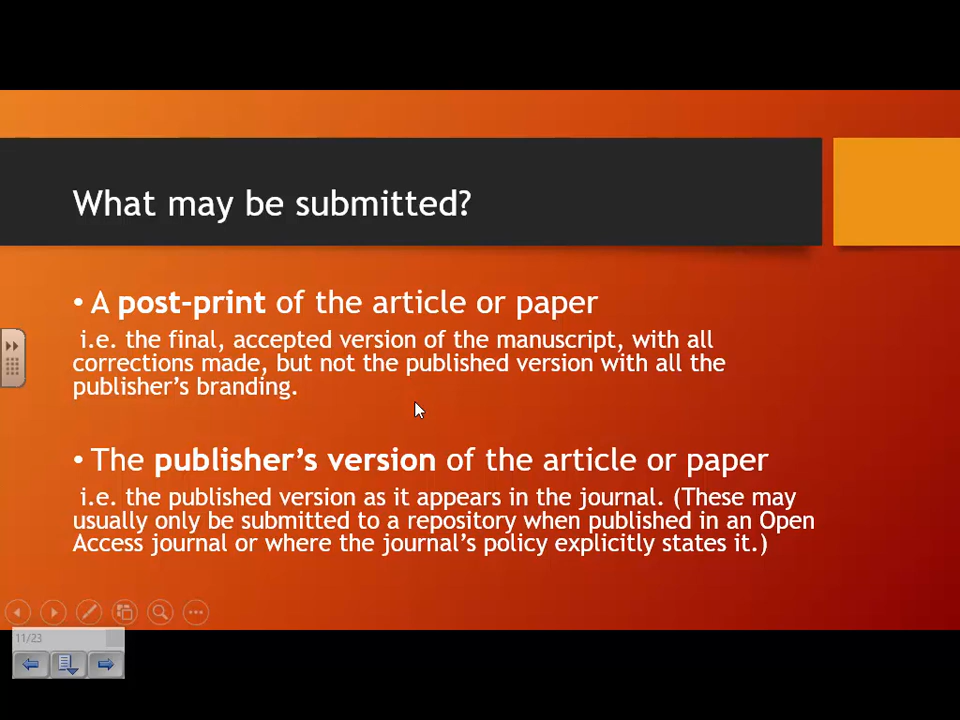 What may be submitted?
• A post-print of the article or paper
i.e. the final, accepted version of the manuscript, with all
corrections made, but not the published version with all the
publisher's branding.
• The publisher's version of the article or paper
i.e. the published version as it appears in the journal. (These may
usually only be submitted to a repository when published in an Open
Access journal or where the journal's policy explicitly states it.)
11/23